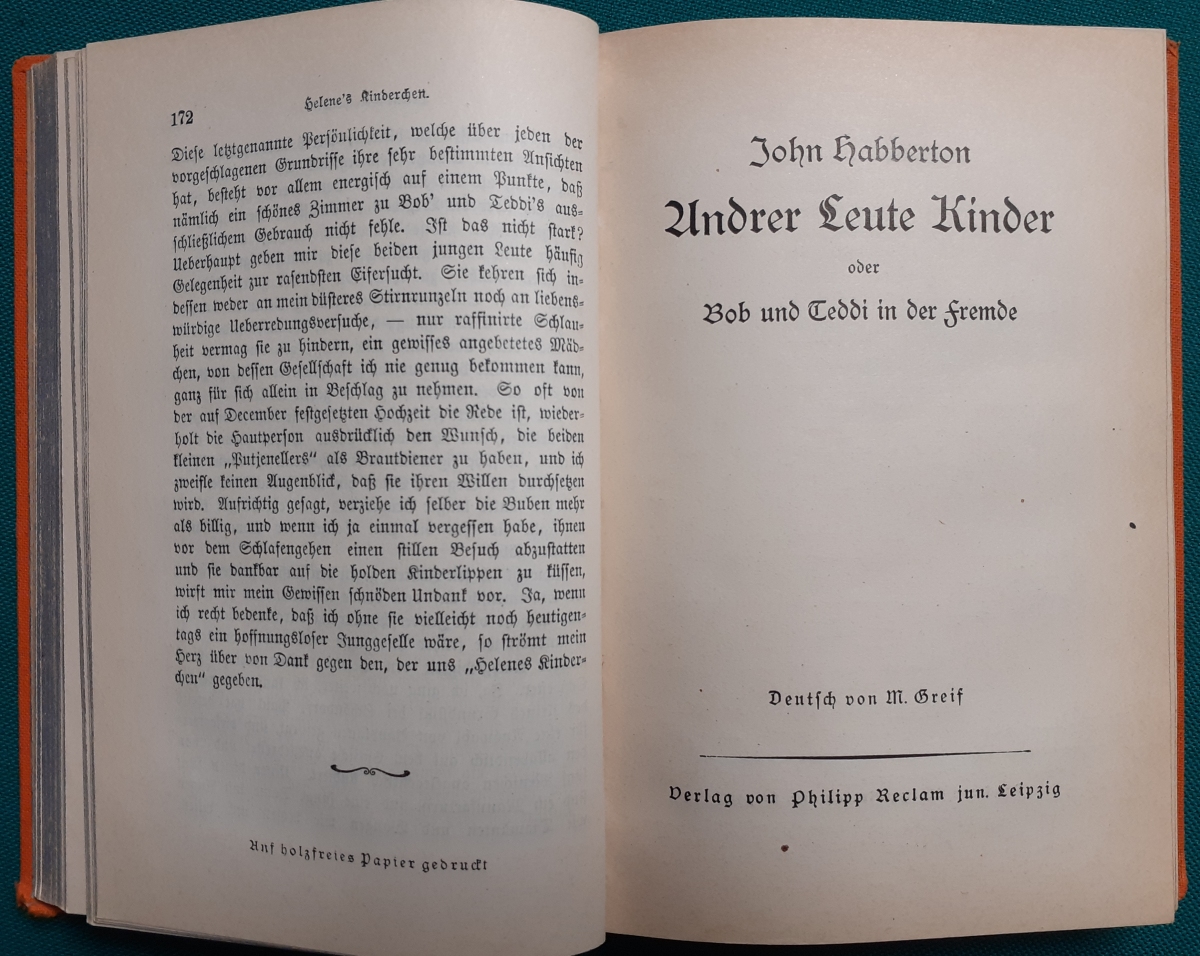 172
Helene's Kinderchen.
Diese letztgenannte Persönlichkeit, welche über jeden der
vorgeschlagenen Grundrisse ihre sehr bestimmten Ansichten
hat, besteht vor allem energisch auf einem Punkte, daß
nämlich ein schönes Zimmer zu Bob' und Teddi's aus-
schließlichem Gebrauch nicht fehle. Ist das nicht stark?
Ueberhaupt geben mir diese beiden jungen Leute häufig
Gelegenheit zur rasendsten Eifersucht. Sie kehren sich in-
dessen weder an mein düsteres Stirnrunzeln noch an liebens-
würdige Ueberredungsversuche, — nur raffinirte Schlau-
heit vermag sie zu hindern, ein gewisses angebetetes Mäd-
chen, von dessen Gesellschaft ich nie genug bekommen kann,
ganz für sich allein in Beschlag zu nehmen. So oft von
der auf December festgesetzten Hochzeit die Rede ist, wieder-
holt die Hautperson ausdrücklich den Wunsch, die beiden
kleinen „Putjenellers“ als Brautdiener zu haben, und ich
zweifle keinen Augenblick, daß sie ihren Willen durchsetzen
wird. Aufrichtig gesagt, verziehe ich selber die Buben mehr
als billig, und wenn ich ja einmal vergessen habe, ihnen
vor dem Schlafengehen einen stillen Besuch abzustatten
und sie dankbar auf die holden Kinderlippen zu küssen,
wirft mir mein Gewissen schnöden Undank vor. Ja, wenn
ich recht bedenke, daß ich ohne sie vielleicht noch heutigen-
tags ein hoffnungsloser Junggeselle wäre, so strömt mein
Herz über von Dank gegen den, der uns „Helenes Kinder-
chen“ gegeben.
Auf holzfreies Papier gedruckt
John Habberton
Andrer Leute Kinder
oder
Bob und Teddi in der Fremde
Deutsch von M. Greif
Verlag von Philipp Reclam jun. Leipzig